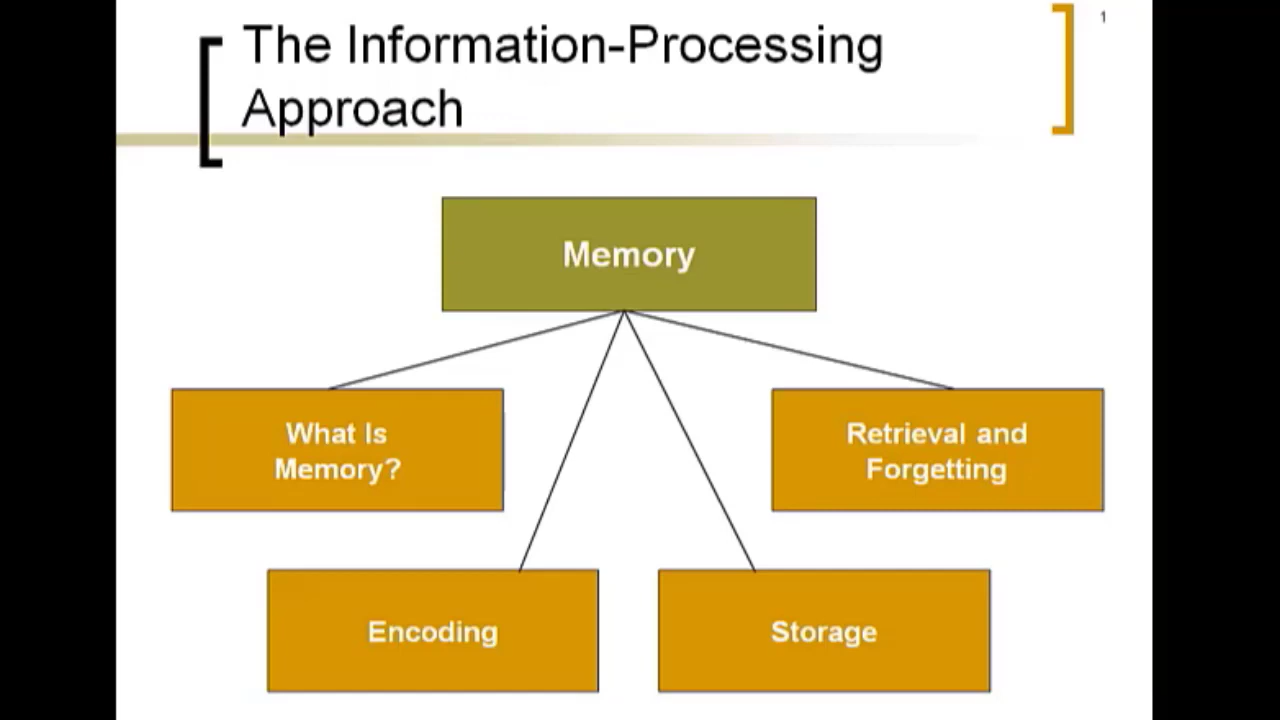 The Information-Processing
Approach
1
Memory
What Is
Memory?
Retrieval and
Forgetting
Encoding
Storage